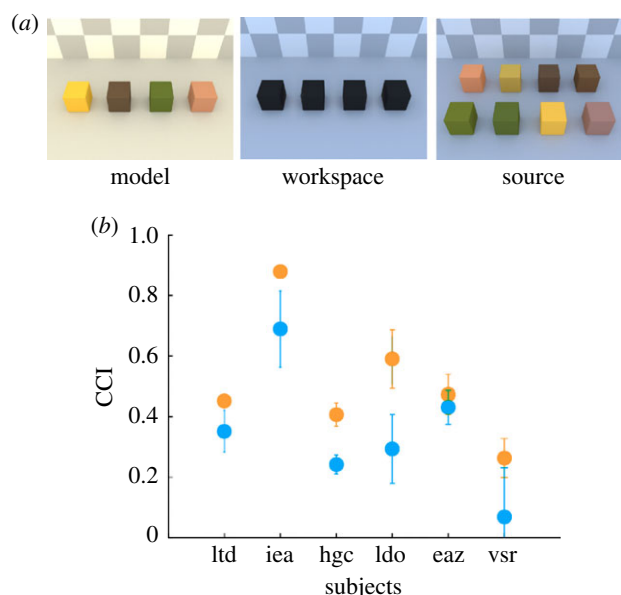 (a)
model workspace source
(b)
1.0
0.8
0.6
0.4
0.2
0
CCI
ltd iea hgc ldo eaz vsr
subjects